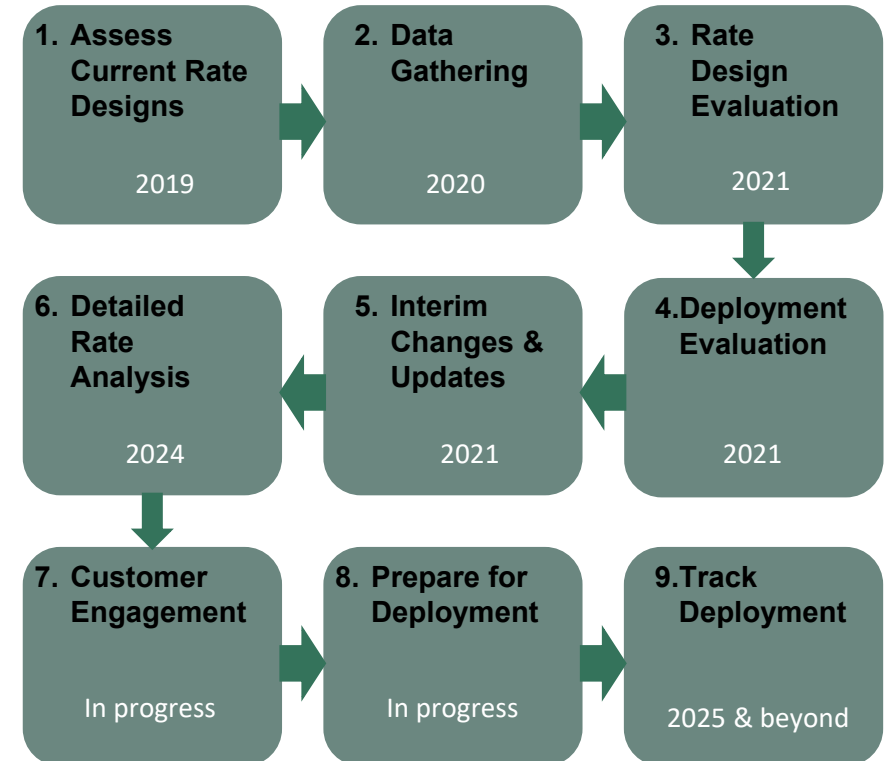 1. Assess
Current Rate
Designs
2019
2. Data
Gathering
2020
3. Rate
Design
Evaluation
2021
4.Deployment
Evaluation
2021
5. Interim
Changes &
Updates
2021
6. Detailed
Rate
Analysis
2024
7. Customer
Engagement
In progress
8. Prepare for
Deployment
In progress
9.Track
Deployment
2025 & beyond